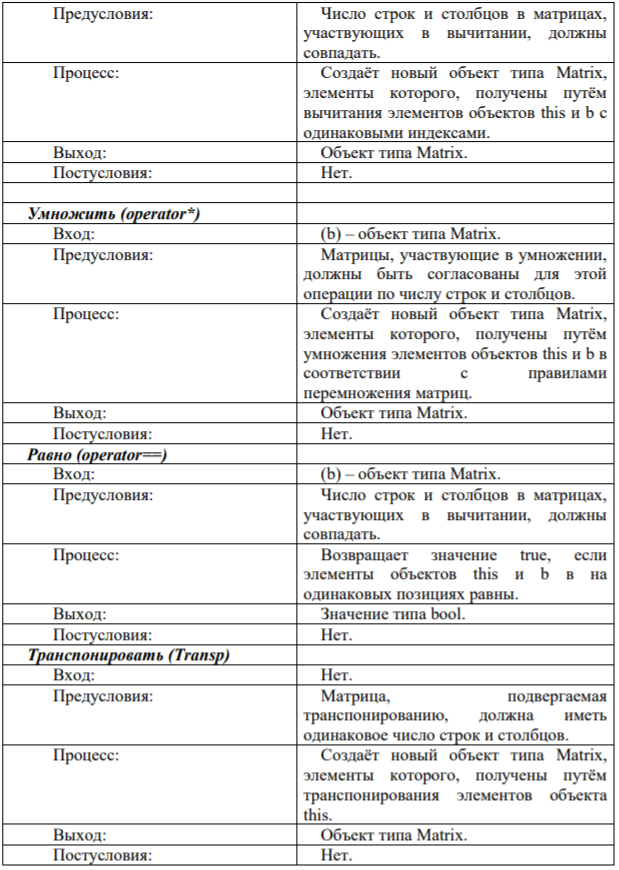 Предусловия: Число строк и столбцов в матрицах,
участвующих в вычитании, должны
совпадать.
Процесс: Создаёт новый объект типа Matrix,
элементы которого, получены путём
вычитания элементов объектов this и b с
одинаковыми индексами.
Выход: Объект типа Matrix.
Постусловия: Нет.
Умножить (operator*)
Вход: (b) – объект типа Matrix.
Предусловия: Матрицы, участвующие в умножении,
должны быть согласованы для этой
операции по числу строк и столбцов.
Процесс: Создаёт новый объект типа Matrix,
элементы которого, получены путём
умножения элементов объектов this и b в
соответствии с правилами
перемножения матриц.
Выход: Объект типа Matrix.
Постусловия: Нет.
Равно (operator==)
Вход: (b) – объект типа Matrix.
Предусловия: Число строк и столбцов в матрицах,
участвующих в вычитании, должны
совпадать.
Процесс: Возвращает значение true, если
элементы объектов this и b в на
одинаковых позициях равны.
Выход: Значение типа bool.
Постусловия: Нет.
Транспонировать (Transp)
Вход: Нет.
Предусловия: Матрица, подвергаемая
транспонированию, должна иметь
одинаковое число строк и столбцов.
Процесс: Создаёт новый объект типа Matrix,
элементы которого, получены путём
транспонирования элементов объекта
this.
Выход: Объект типа Matrix.
Постусловия: Нет.